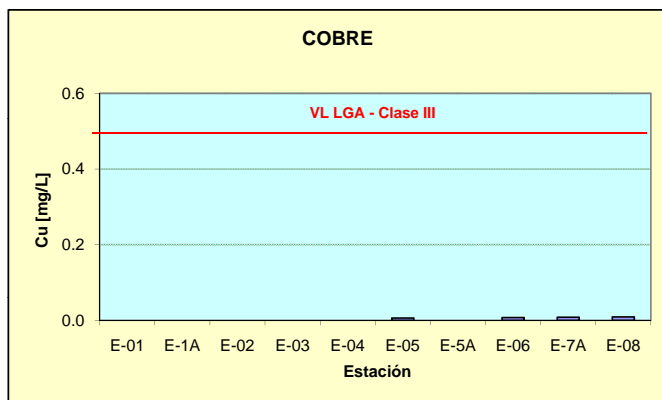 COBRE
0.6
VL LGA - Clase III
0.4
Cu [mg/L]
0.2
0.0
E-01 E-1A E-02 E-03 E-04 E-05 E-5A E-06 E-7A E-08
Estación